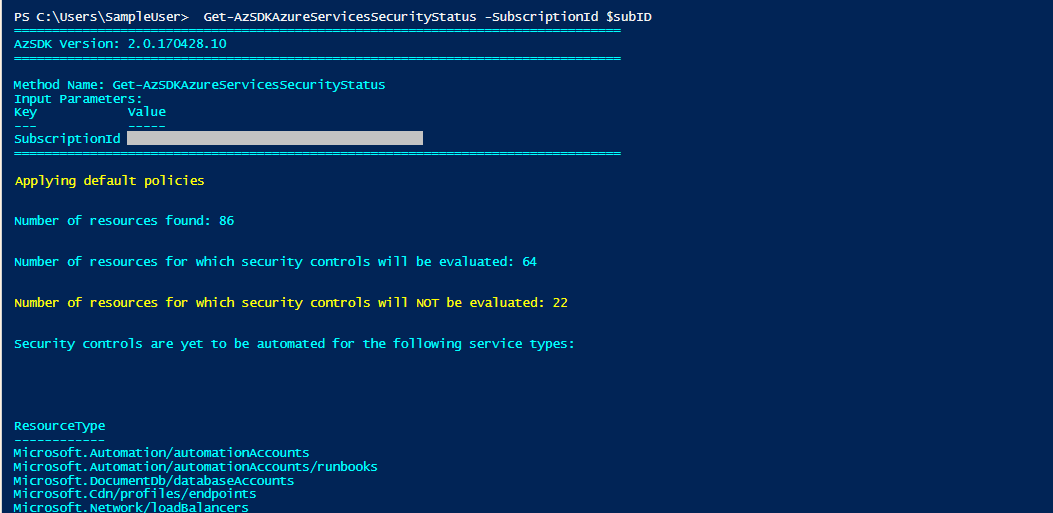 PS C:\Users\SampleUser>  Get-AzSDKAzureServicesSecurityStatus -SubscriptionId $subID
================================================================================
AzSDK Version: 2.0.170428.10
================================================================================
Method Name: Get-AzSDKAzureServicesSecurityStatus
Input Parameters:
Key            Value
---            -----
SubscriptionId
================================================================================
Applying default policies
Number of resources found: 86
Number of resources for which security controls will be evaluated: 64
Number of resources for which security controls will NOT be evaluated: 22
Security controls are yet to be automated for the following service types:
ResourceType
------------
Microsoft.Automation/automationAccounts
Microsoft.Automation/automationAccounts/runbooks
Microsoft.DocumentDb/databaseAccounts
Microsoft.Cdn/profiles/endpoints
Microsoft.Network/loadBalancers